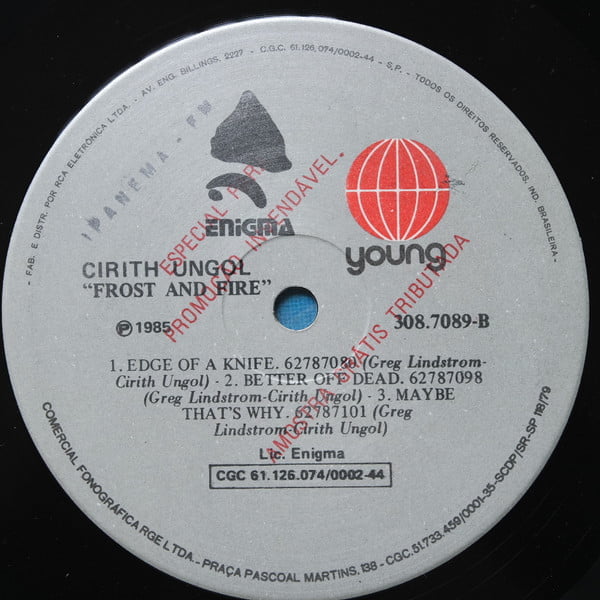 - FAB. E DISTR. POR RCA ELETRÔNICA LTDA. - AV. ENG. BILLINGS, 2227 - C.G.C. 61.126.074/0002-44 - S.P. - TODOS OS DIREITOS RESERVADOS, IND. BRASILEIRA -
IPANEMA - FM
ENIGMA
young
ESPECIAL PARA
PROMOÇÃO INVENDÁVEL.
AMOSTRA GRÁTIS TRIBUTADA
CIRITH UNGOL
"FROST AND FIRE"
℗ 1985
308.7089-B
1. EDGE OF A KNIFE. 62787080 (Greg Lindstrom-
Cirith Ungol) - 2. BETTER OFF DEAD. 62787098
(Greg Lindstrom-Cirith Ungol) - 3. MAYBE
THAT'S WHY. 62787101 (Greg
Lindstrom-Cirith Ungol)
Lic. Enigma
CGC 61.126.074/0002-44
COMERCIAL FONOGRÁFICA RGE LTDA. - PRAÇA PASCOAL MARTINS, 138 - CGC. 51.733.459/0001-35 - SCDP/SR-SP 118/79